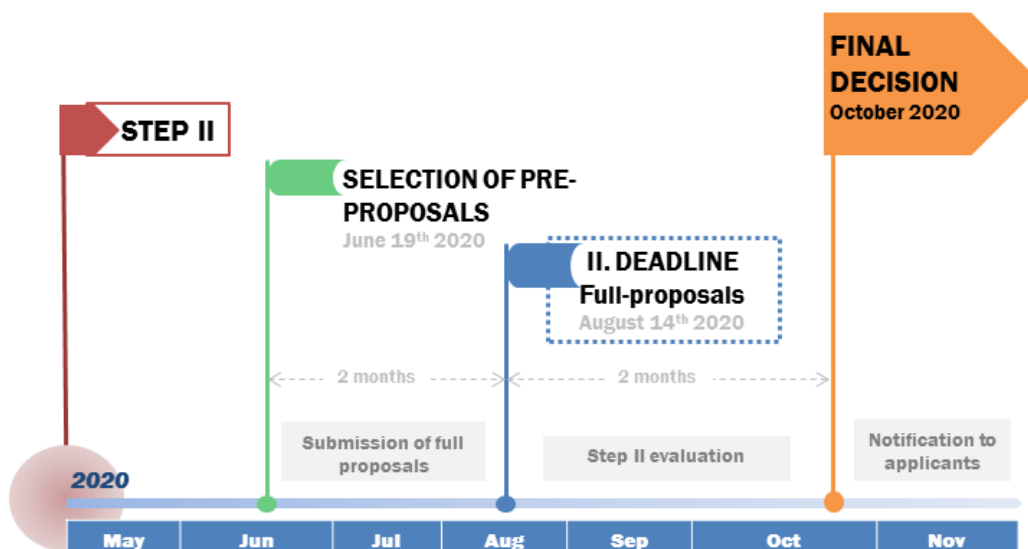 FINAL
DECISION
October 2020
STEP II
SELECTION OF PRE-
PROPOSALS
June 19th 2020
II. DEADLINE
Full-proposals
August 14th 2020
2 months
2 months
Submission of full
proposals
Step II evaluation
Notification to
applicants
2020
May
Jun
Jul
Aug
Sep
Oct
Nov